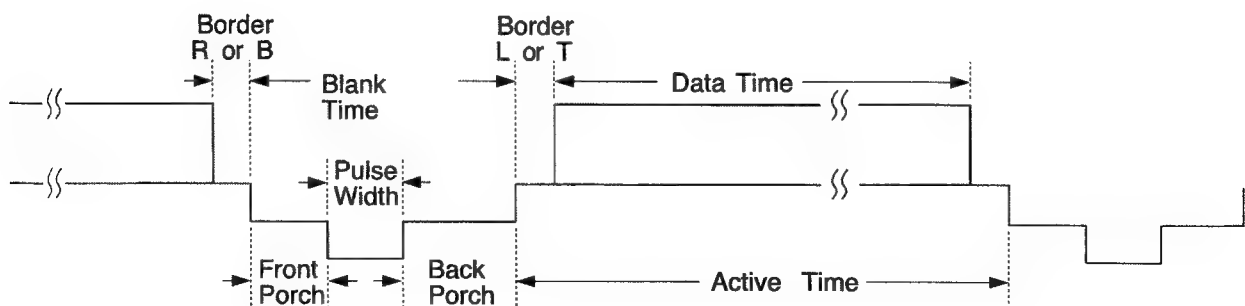 Border
R or B
Border
L or T
Blank
Time
Data Time
Pulse
Width
Front
Porch
Back
Porch
Active Time